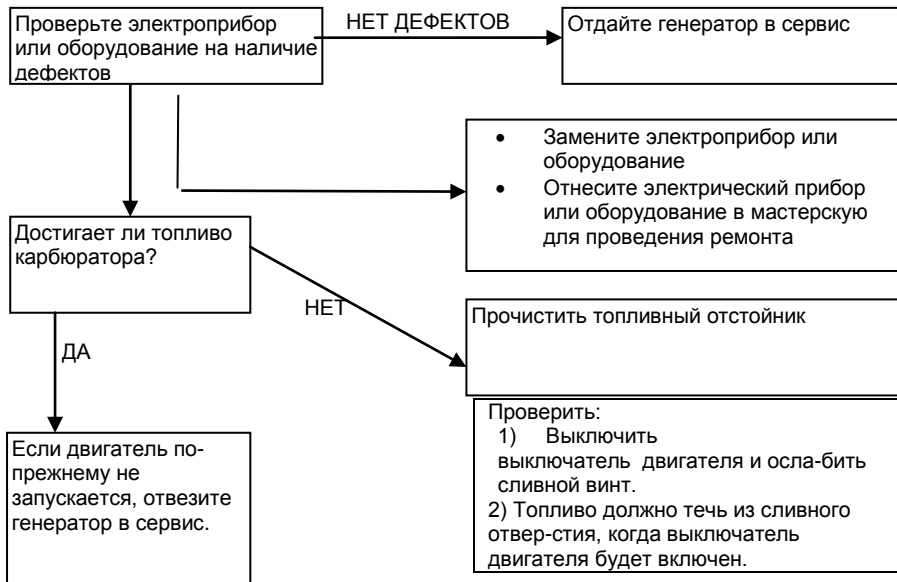 Проверьте электроприбор
или оборудование на наличие
дефектов
НЕТ ДЕФЕКТОВ
Отдайте генератор в сервис
• Замените электроприбор или
оборудование
• Отнесите электрический прибор
или оборудование в мастерскую
для проведения ремонта
Достигает ли топливо
карбюратора?
НЕТ
Прочистить топливный отстойник
ДА
Проверить:
1) Выключить
выключатель двигателя и осла-бить
сливной винт.
2) Топливо должно течь из сливного
отвер-стия, когда выключатель
двигателя будет включен.
Если двигатель по-
прежнему не
запускается, отвезите
генератор в сервис.